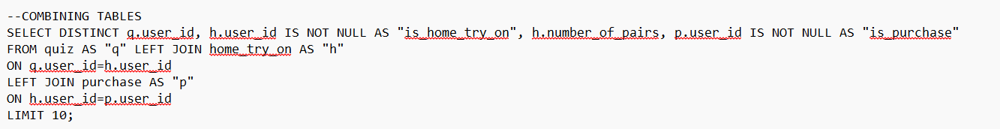 --COMBINING TABLES
SELECT DISTINCT q.user_id, h.user_id IS NOT NULL AS "is_home_try_on", h.number_of_pairs, p.user_id IS NOT NULL AS "is_purchase"
FROM quiz AS "q" LEFT JOIN home_try_on AS "h"
ON q.user_id=h.user_id
LEFT JOIN purchase AS "p"
ON h.user_id=p.user_id
LIMIT 10;